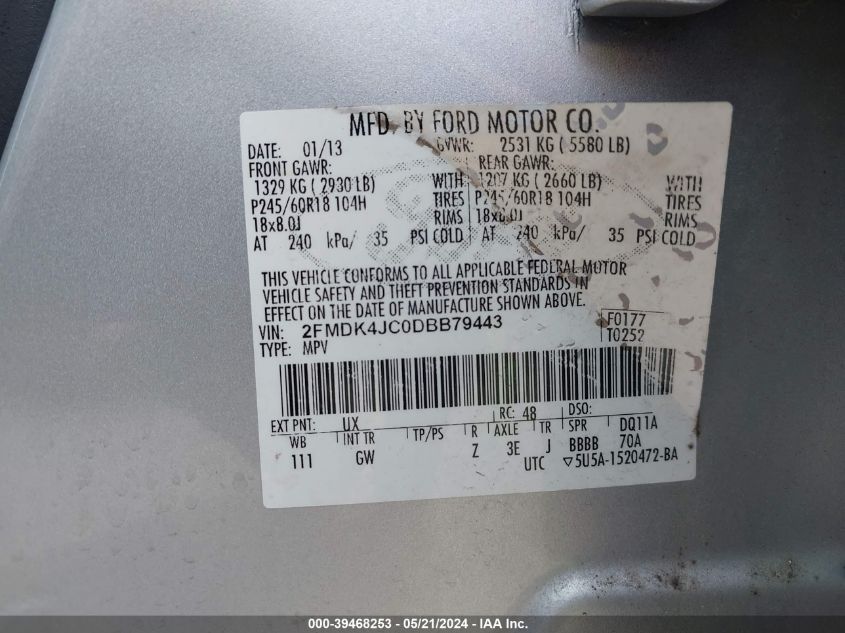 MFD. BY FORD MOTOR CO.
DATE: 01/13 GVWR: 2531 KG ( 5580 LB)
FRONT GAWR: REAR GAWR:
1329 KG ( 2930 LB) WITH 1207 KG ( 2660 LB) WITH
P245/60R18 104H TIRES P245/60R18 104H TIRES
18x8.0J RIMS 18x8.0J RIMS
AT 240 kPa/ 35 PSI COLD AT 240 kPa/ 35 PSI COLD
THIS VEHICLE CONFORMS TO ALL APPLICABLE FEDERAL MOTOR
VEHICLE SAFETY AND THEFT PREVENTION STANDARDS IN
EFFECT ON THE DATE OF MANUFACTURE SHOWN ABOVE.
VIN: 2FMDK4JC0DBB79443 F0177
TYPE: MPV T0252
EXT PNT: UX RC: 48 DSO:
WB INT TR TP/PS R AXLE TR SPR DQ11A
111 GW Z 3E J BBBB 70A
UTC ▽5U5A-1520472-BA
000-39468253 - 05/21/2024 - IAA Inc.